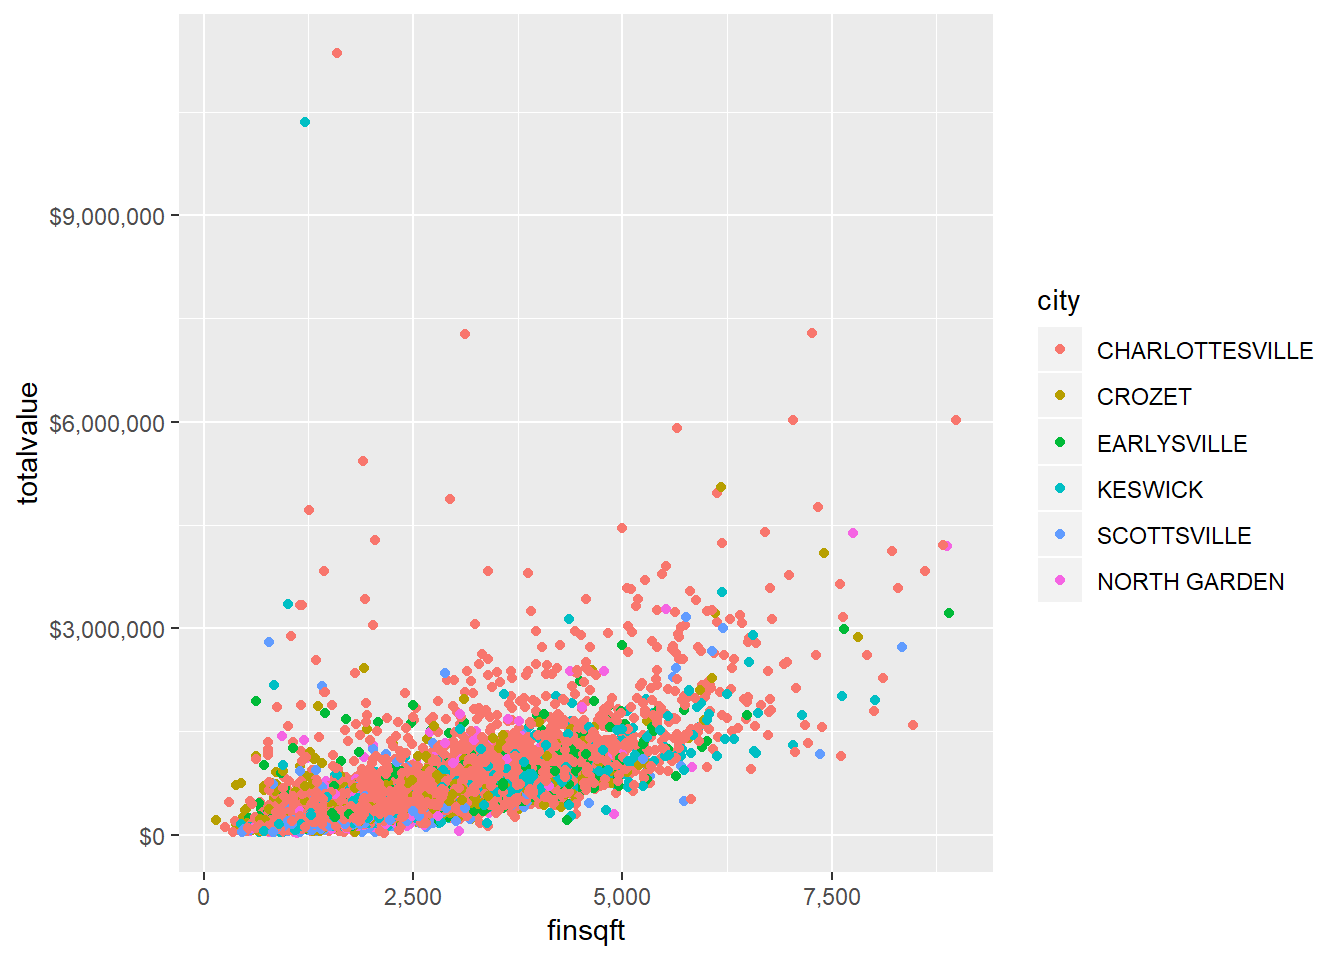 $9,000,000
$6,000,000
$3,000,000
$0
totalvalue
0
2,500
5,000
7,500
finsqft
city
CHARLOTTESVILLE
CROZET
EARLYSVILLE
KESWICK
SCOTTSVILLE
NORTH GARDEN